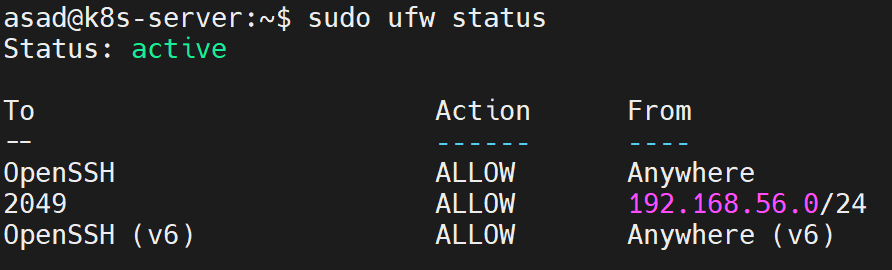 asad@k8s-server:~$ sudo ufw status
Status: active
To Action From
-- ------ ----
OpenSSH ALLOW Anywhere
2049 ALLOW 192.168.56.0/24
OpenSSH (v6) ALLOW Anywhere (v6)